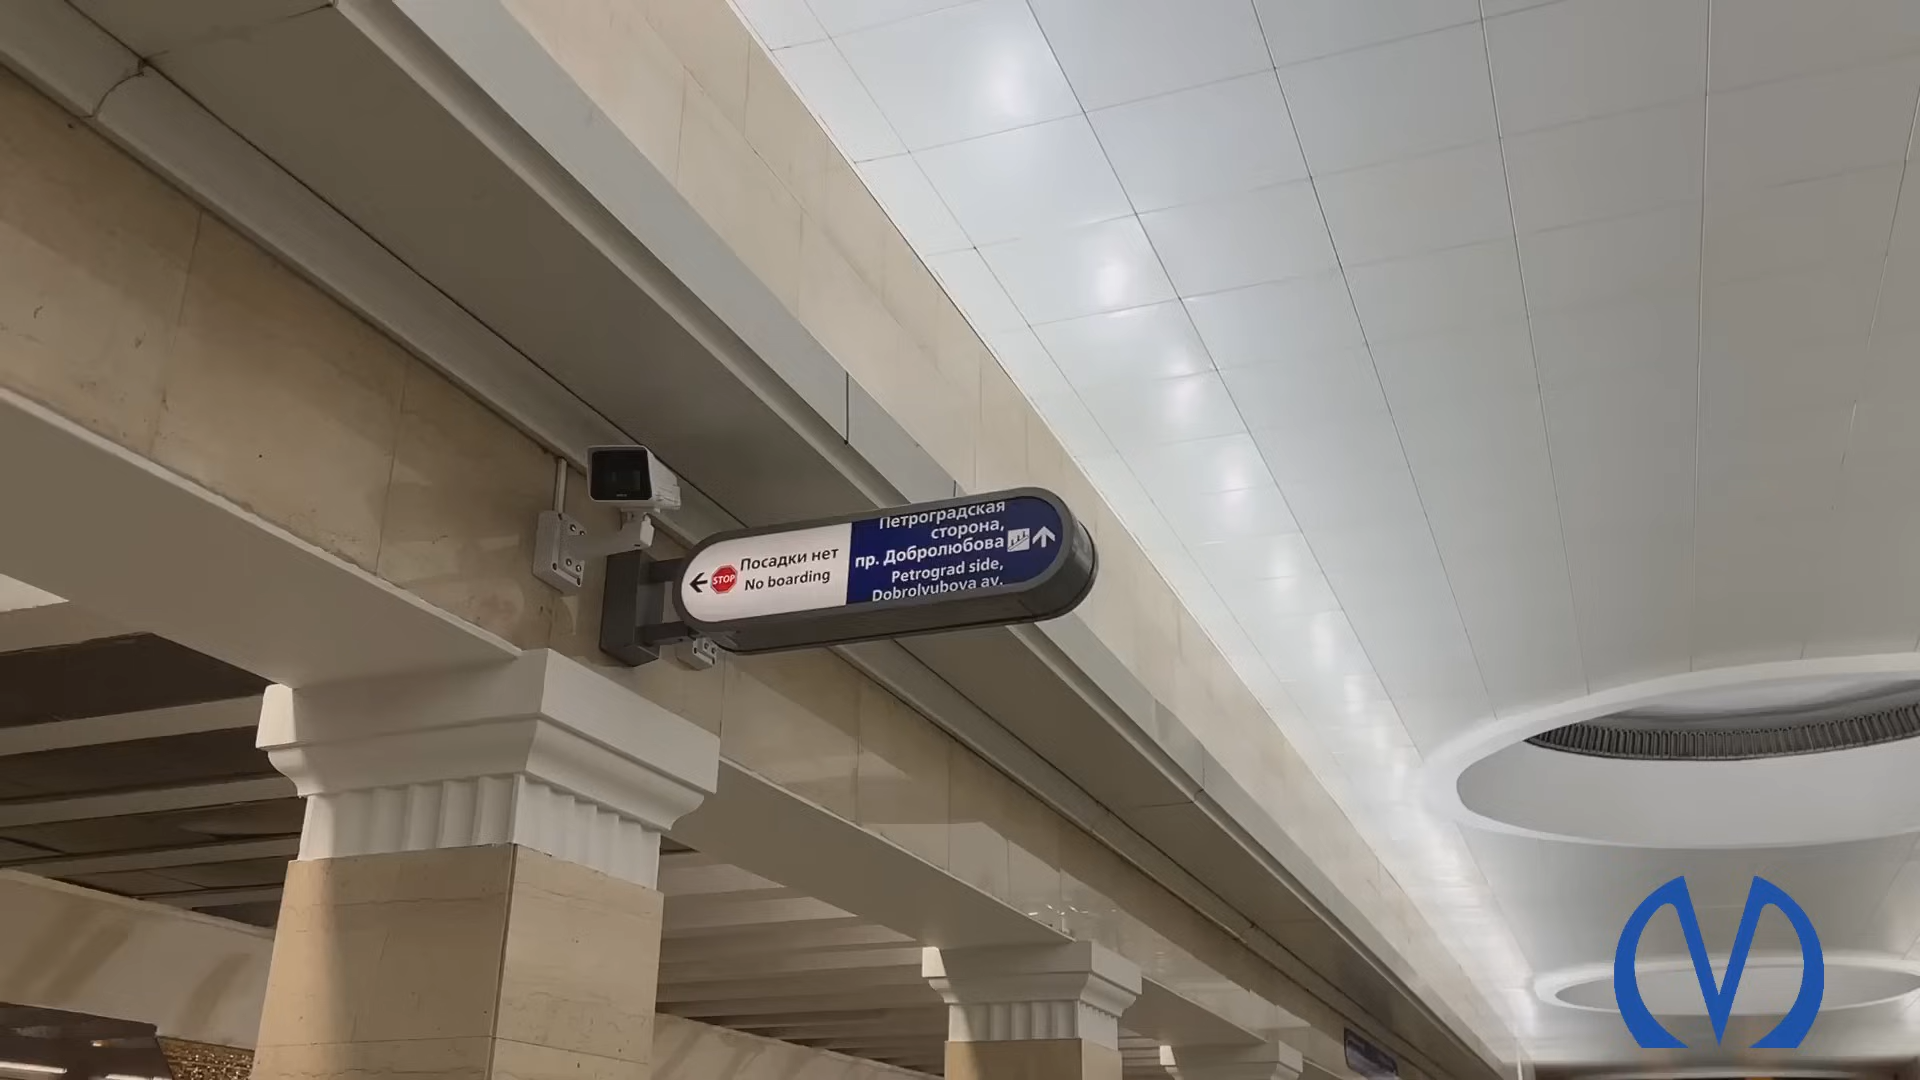 STOP
Посадки нет
No boarding
Петроградская
сторона,
пр. Добролюбова
Petrograd side,
Dobrolyubova av.